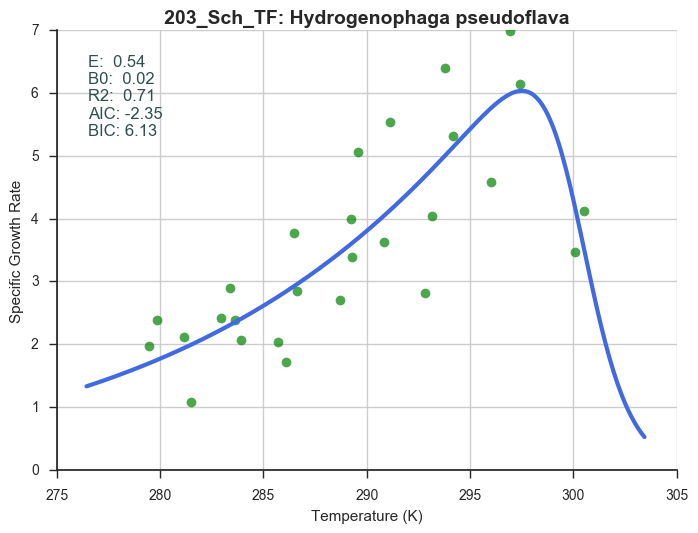 203_Sch_TF: Hydrogenophaga pseudoflava
7
6
5
4
3
2
1
0
E:  0.54
B0:  0.02
R2:  0.71
AIC: -2.35
BIC: 6.13
Specific Growth Rate
275 280 285 290 295 300 305
Temperature (K)